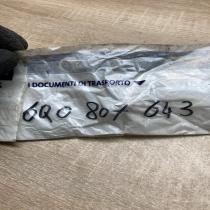 I DOCUMENTI DI TRASPORTO
6Q0 807 643